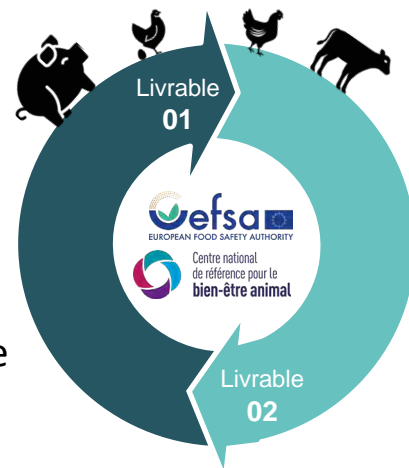 Livrable
01
efsa
EUROPEAN FOOD SAFETY AUTHORITY
Centre national
de référence pour le
bien-être animal
e
Livrable
02